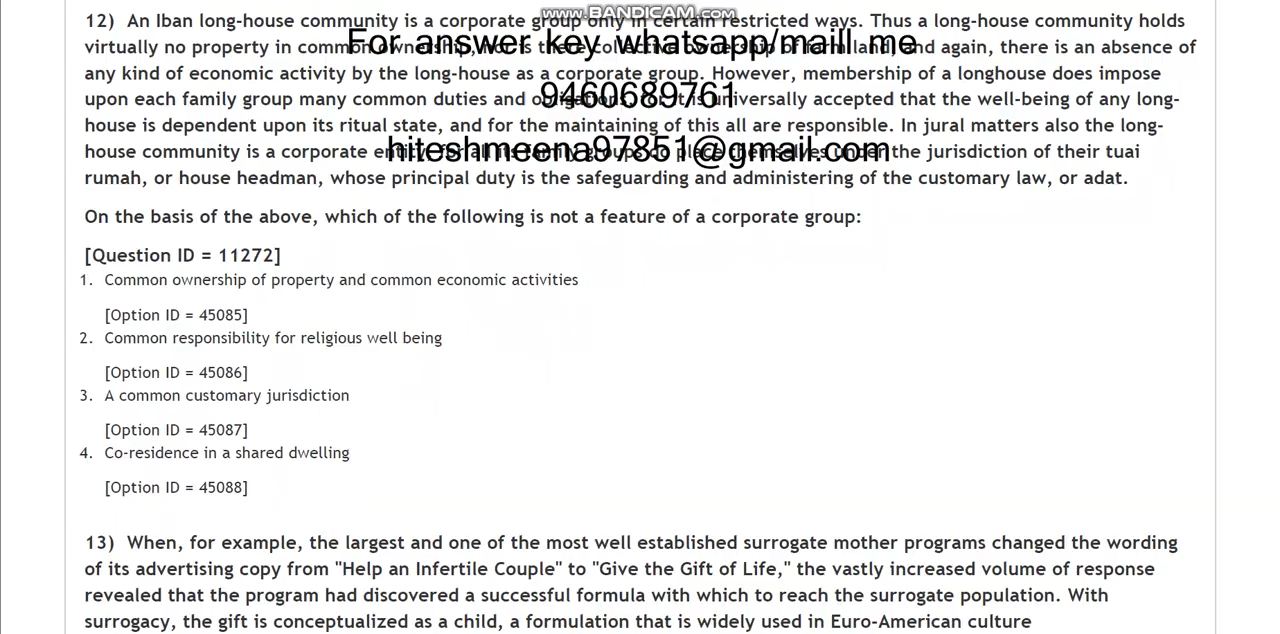 www.BANDICAM.com
12) An Iban long-house community is a corporate group only in certain restricted ways. Thus a long-house community holds
virtually no property in common ownership, nor is there collective ownership of farm land, and again, there is an absence of
any kind of economic activity by the long-house as a corporate group. However, membership of a longhouse does impose
upon each family group many common duties and obligations, for it is universally accepted that the well-being of any long-
house is dependent upon its ritual state, and for the maintaining of this all are responsible. In jural matters also the long-
house community is a corporate entity, for all its family groups do place themselves under the jurisdiction of their tuai
rumah, or house headman, whose principal duty is the safeguarding and administering of the customary law, or adat.
For answer key whatsapp/maill me
9460689761
hiteshmeena97851@gmail.com
On the basis of the above, which of the following is not a feature of a corporate group:
[Question ID = 11272]
1. Common ownership of property and common economic activities
[Option ID = 45085]
2. Common responsibility for religious well being
[Option ID = 45086]
3. A common customary jurisdiction
[Option ID = 45087]
4. Co-residence in a shared dwelling
[Option ID = 45088]
13) When, for example, the largest and one of the most well established surrogate mother programs changed the wording
of its advertising copy from "Help an Infertile Couple" to "Give the Gift of Life," the vastly increased volume of response
revealed that the program had discovered a successful formula with which to reach the surrogate population. With
surrogacy, the gift is conceptualized as a child, a formulation that is widely used in Euro-American culture